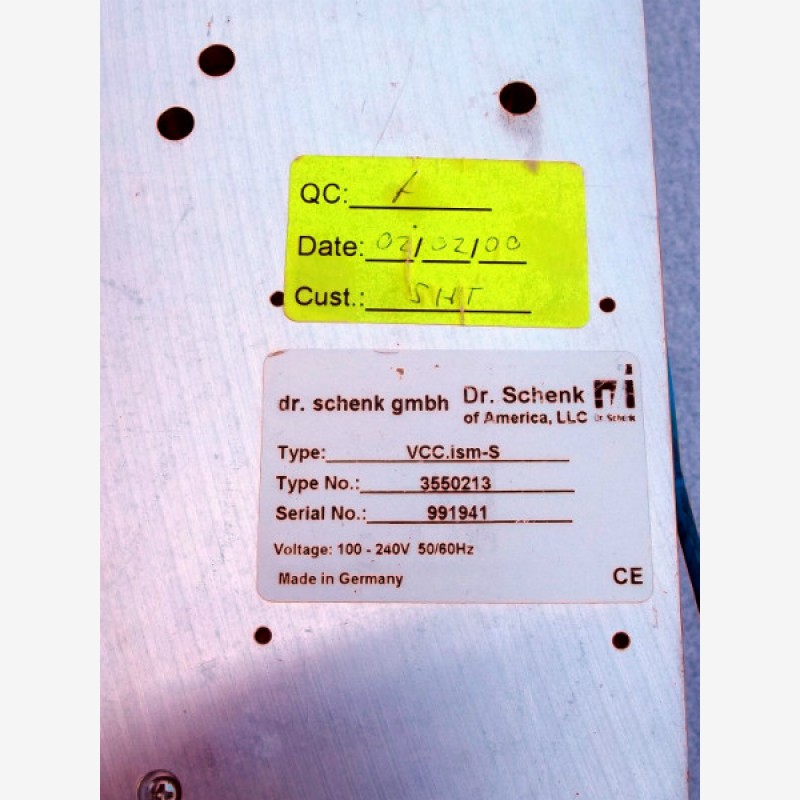 QC:
Date: 02/02/00
Cust.: SHT
dr. schenk gmbh
Dr. Schenk
of America, LLC
Dr. Schenk
Type: VCC.ism-S
Type No.: 3550213
Serial No.: 991941
Voltage: 100 - 240V 50/60Hz
Made in Germany
CE